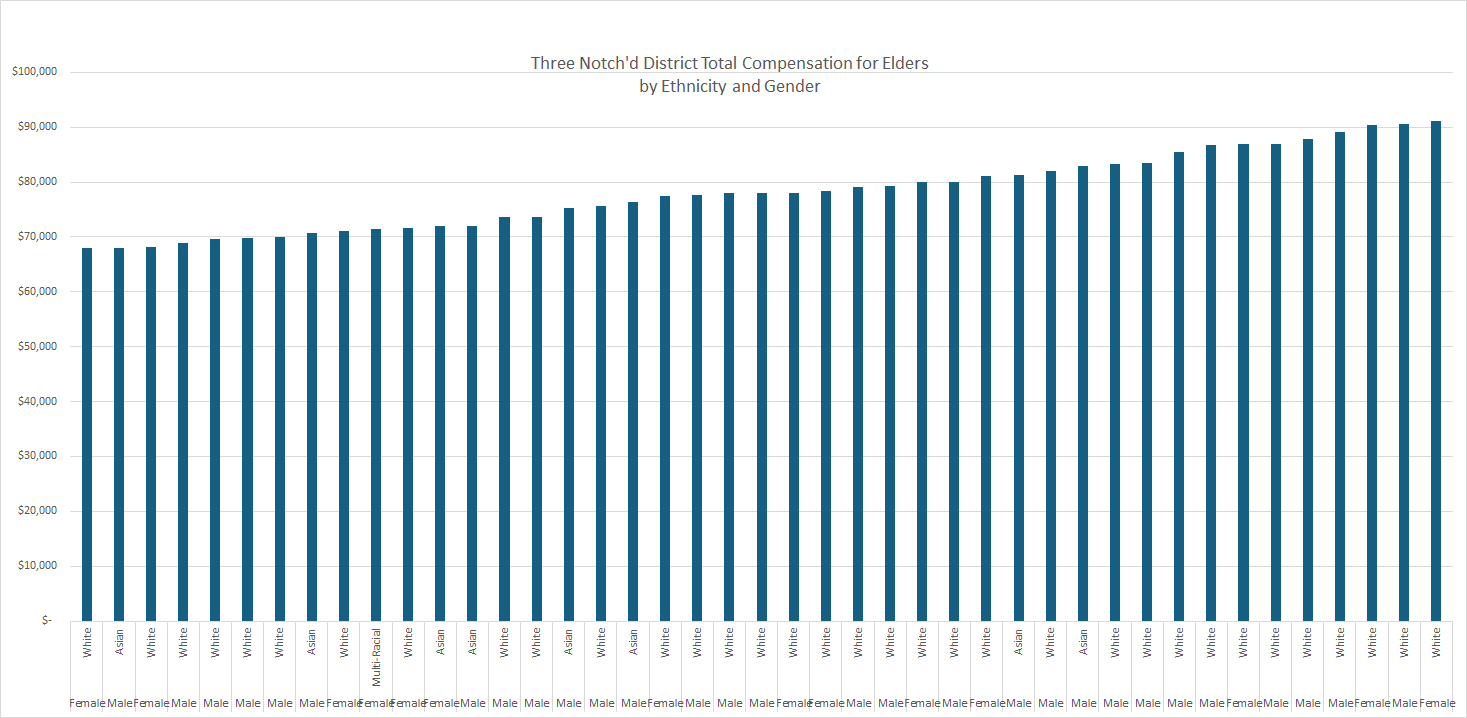 Three Notch'd District Total Compensation for Elders
by Ethnicity and Gender
$100,000
$90,000
$80,000
$70,000
$60,000
$50,000
$40,000
$30,000
$20,000
$10,000
$-
White Asian White White White White White Asian White Multi-Racial White Asian Asian White White Asian White Asian White White White White White White White White White White White Asian White Asian White White White White White White White White White White White
Female Male Female Male Male Male Male Male Female Female Female Female Male Male Male Male Male Male Female Male Male Male Female Female Male Male Female Male Female Male Male Male Male Male Male Male Female Male Male Male Female Male Female